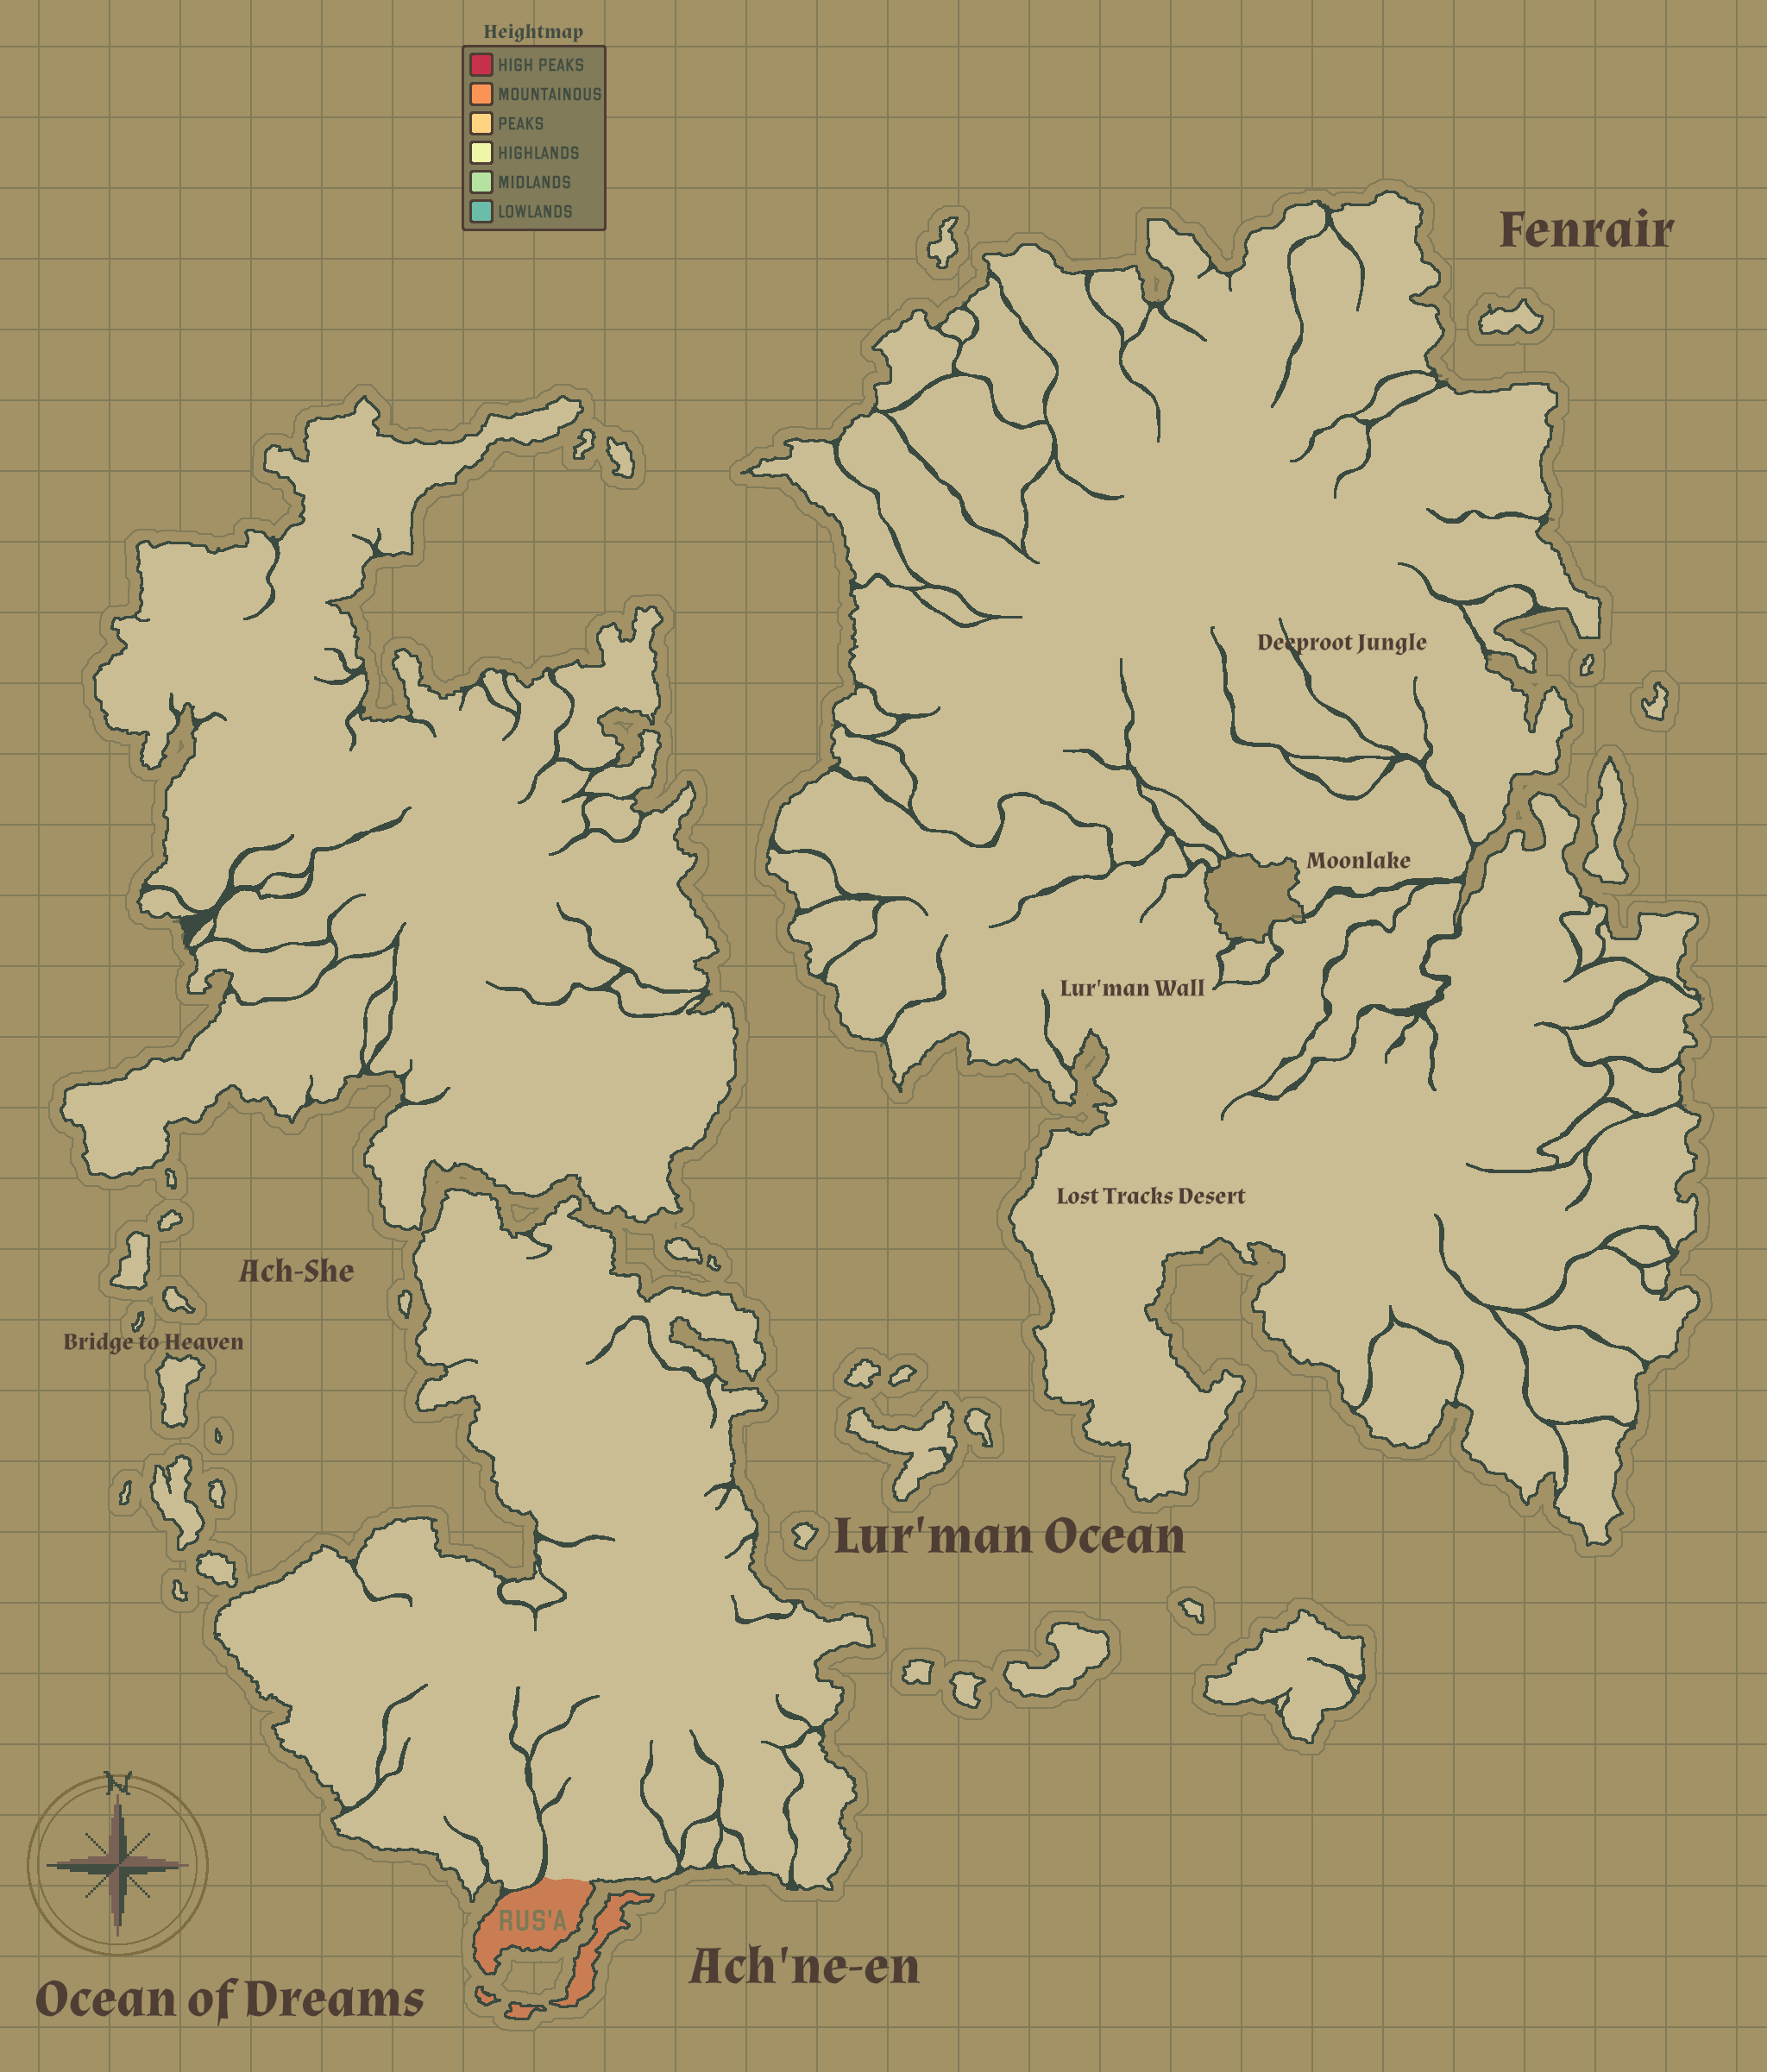 Heightmap
HIGH PEAKS
MOUNTAINOUS
PEAKS
HIGHLANDS
MIDLANDS
LOWLANDS
Fenrair
Deeproot Jungle
Moonlake
Lur'man Wall
Lost Tracks Desert
Ach-She
Bridge to Heaven
Lur'man Ocean
N
RUS'A
Ach'ne-en
Ocean of Dreams